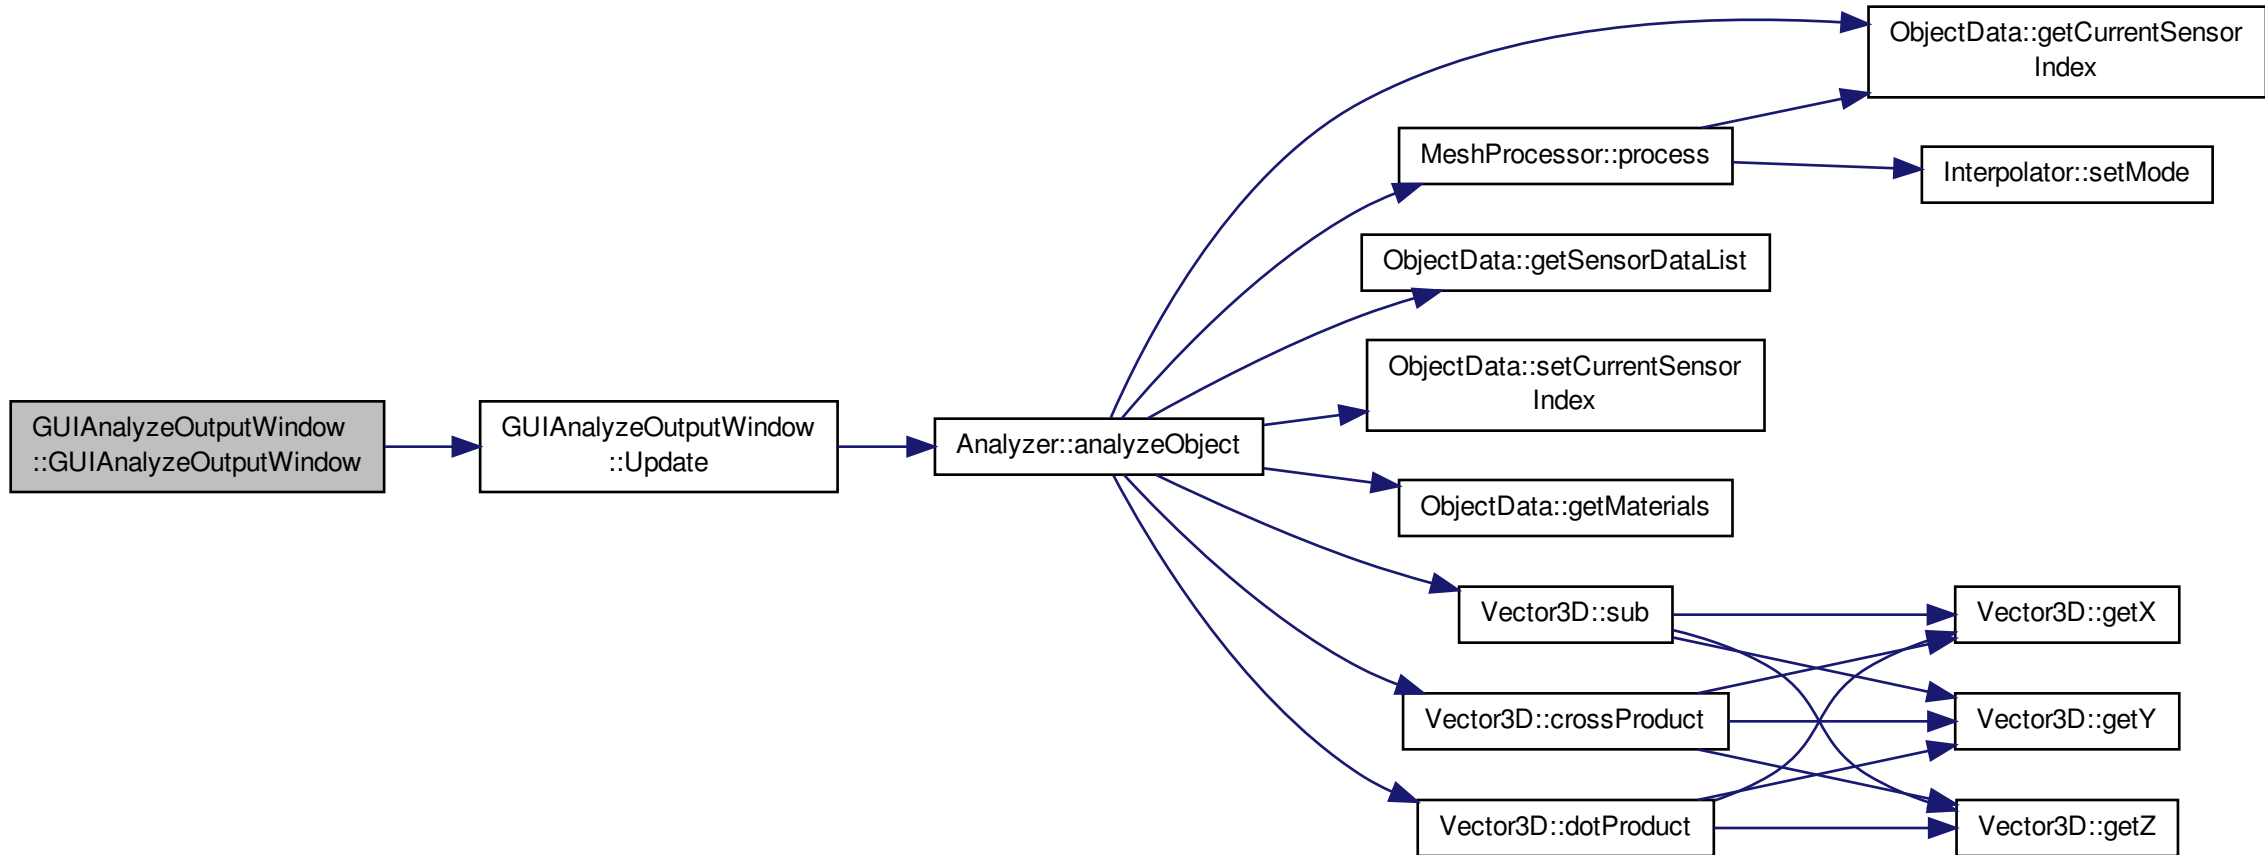 GUIAnalyzeOutputWindow
::GUIAnalyzeOutputWindow
GUIAnalyzeOutputWindow
::Update
Analyzer::analyzeObject
ObjectData::getCurrentSensor
Index
MeshProcessor::process
Interpolator::setMode
ObjectData::getSensorDataList
ObjectData::setCurrentSensor
Index
ObjectData::getMaterials
Vector3D::sub
Vector3D::crossProduct
Vector3D::dotProduct
Vector3D::getX
Vector3D::getY
Vector3D::getZ